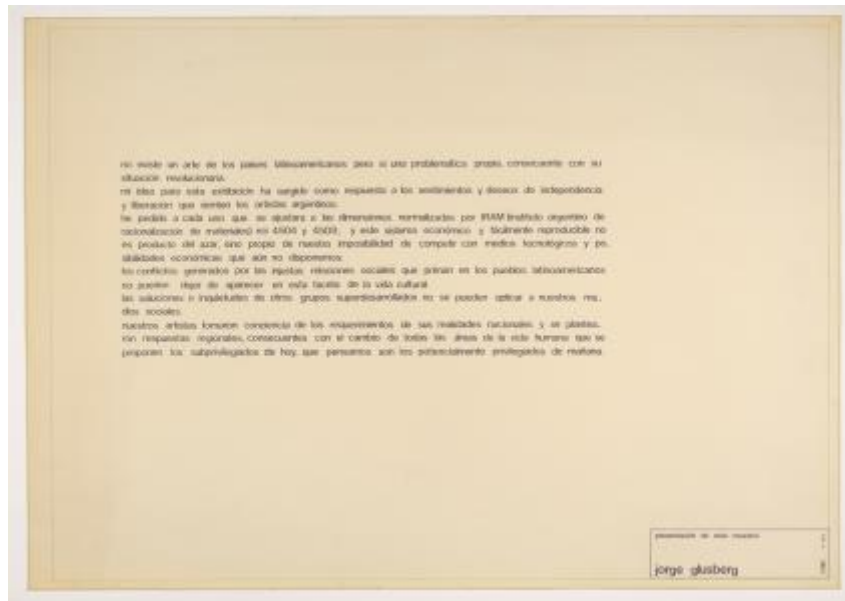 no existe un arte de los países latinoamericanos pero si una problemática propia, consecuente con su
situación revolucionaria.
mi idea para esta exhibición ha surgido como respuesta a los sentimientos y deseos de independencia
y liberación que sienten los artistas argentinos.
he pedido a cada uno que se ajustara a las dimensiones normalizadas por IRAM (instituto argentino de
racionalización de materiales) nos 4504 y 4508, y este sistema económico y fácilmente reproducible no
es producto del azar, sino propio de nuestra imposibilidad de competir con medios tecnológicos y po_
sibilidades económicas que aún no disponemos.
los conflictos generados por las injustas relaciones sociales que priman en los pueblos latinoamericanos
no pueden dejar de aparecer en esta faceta de la vida cultural.
las soluciones o inquietudes de otros grupos superdesarrollados no se pueden aplicar a nuestros me_
dios sociales.
nuestros artistas tomaron conciencia de los requerimientos de sus realidades nacionales y se plantea_
ron respuestas regionales, consecuentes con el cambio de todas las áreas de la vida humana que se
proponen los subprivilegiados de hoy, que pensamos son los potencialmente privilegiados de mañana.
presentación de esta muestra
jorge glusberg